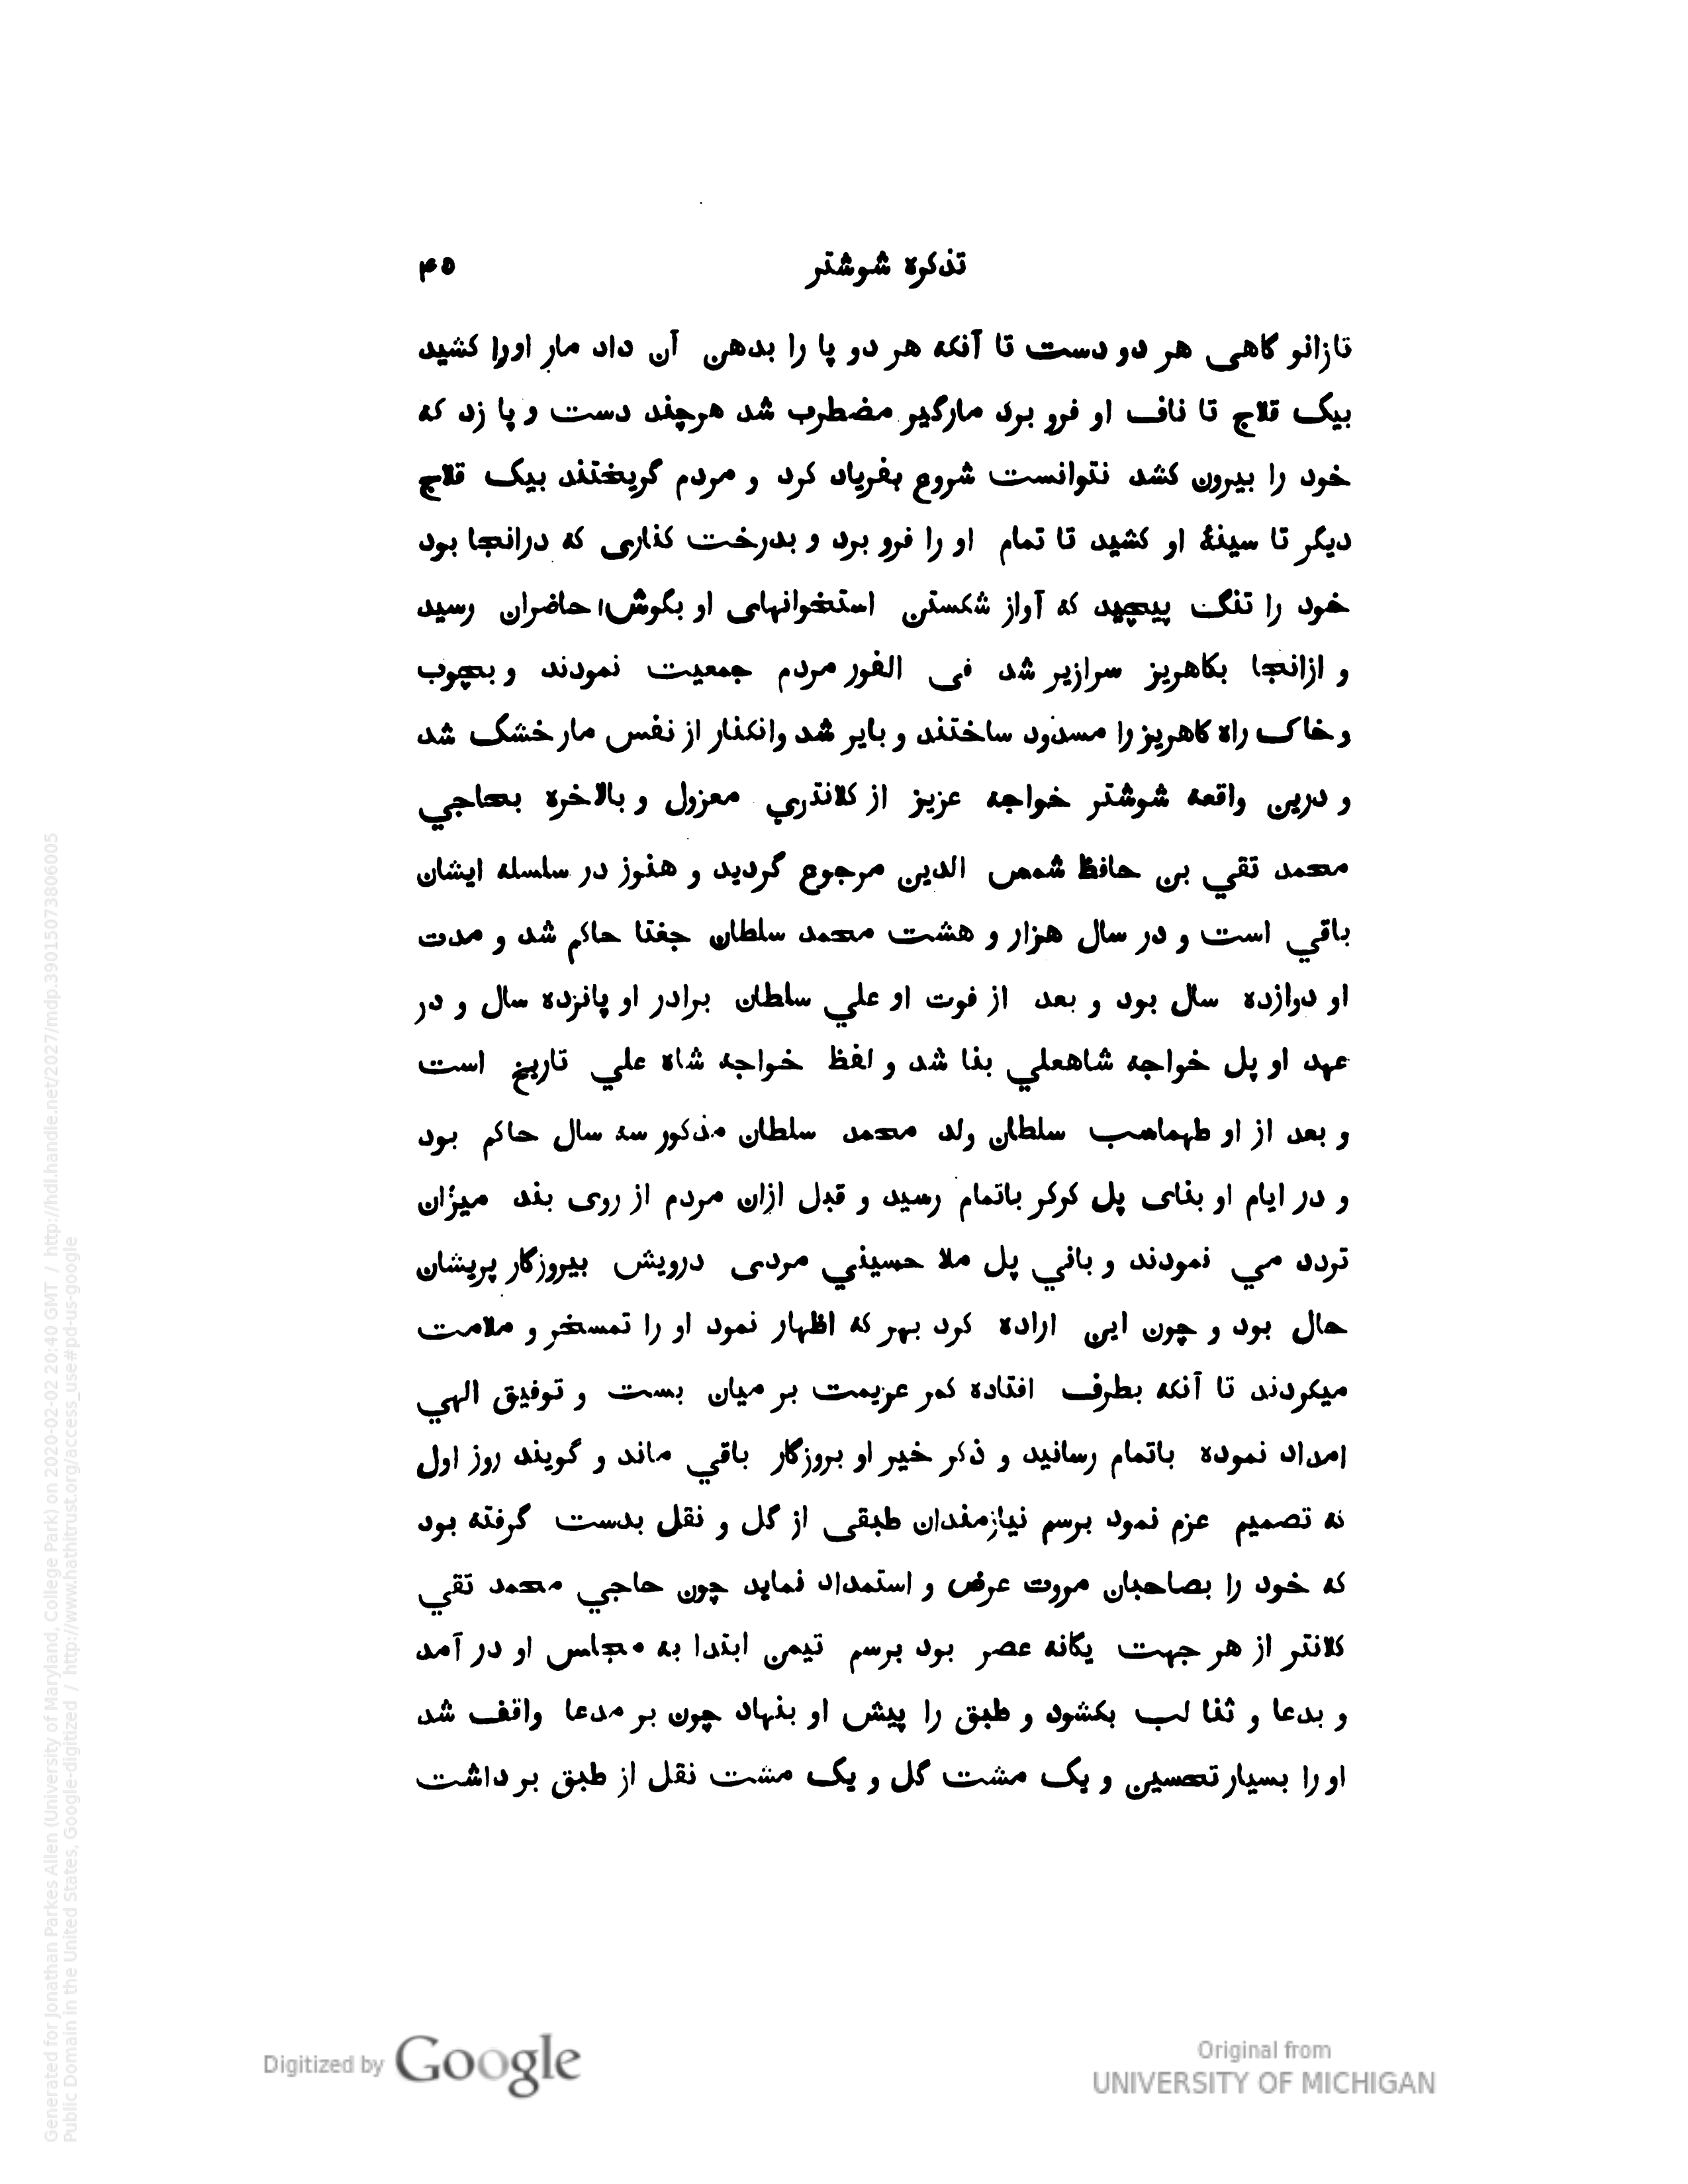 تذکره شوشتر ۴۵
تازانو گاهی هر دو دست تا آنکه هر دو پا را بدهن آن داد مار اورا کشید
بیک قلاج تا ناف او فرو برد مارگیر مضطرب شد هرچند دست و پا زد که
خود را بیرون کشد نتوانست شروع بفریاد کرد و مردم گریختند بیک قلاج
دیگر تا سینهٔ او کشید تا تمام او را فرو برد و بدرخت کناری که درانجا بود
خود را تنگ پیچید که آواز شکستن استخوانهای او بگوش حاضران رسید
و ازانجا بکاهریز سرازیر شد فی الفور مردم جمعیت نمودند و بچوب
و خاک راه کاهریز را مسدود ساختند و بایر شد وانکنار از نفس مار خشک شد
و درین واقعه شوشتر خواجه عزیز از کلانتري معزول و بالاخره بحاجي
محمد تقي بن حافظ شمس الدین مرجوع گردید و هنوز در سلسله ایشان
باقي است و در سال هزار و هشت محمد سلطان جغتا حاکم شد و مدت
او دوازده سال بود و بعد از فوت او علي سلطان برادر او پانزده سال و در
عهد او پل خواجه شاهعلي بنا شد و لفظ خواجه شاه علي تاریخ است
و بعد از او طهماسب سلطان ولد محمد سلطان مذکور سه سال حاکم بود
و در ایام او بنای پل کرکر باتمام رسید و قبل ازان مردم از روی بند میزان
تردد مي نمودند و باني پل ملا حسیني مردی درویش بیروزگار پریشان
حال بود و چون این اراده کرد بهر که اظهار نمود او را تمسخر و ملامت
میکردند تا آنکه بطرف افتاده کمر عزیمت بر میان بست و توفیق الهي
امداد نموده باتمام رسانید و ذکر خیر او بروزگار باقي ماند و گویند روز اول
که تصمیم عزم نمود برسم نیازمندان طبقی از گل و نقل بدست گرفته بود
که خود را بصاحبان مروت عرض و استمداد نماید چون حاجي محمد تقي
کلانتر از هر جهت یگانه عصر بود برسم تیمن ابتدا به مجلس او در آمد
و بدعا و ثنا لب بکشود و طبق را پیش او بنهاد چون بر مدعا واقف شد
او را بسیار تحسین و یک مشت گل و یک مشت نقل از طبق بر داشت
Digitized by Google
Original from
UNIVERSITY OF MICHIGAN
Generated for Jonathan Parkes Allen (University of Maryland, College Park) on 2020-02-02 20:40 GMT / http://hdl.handle.net/2027/mdp.39015073806005
Public Domain in the United States, Google-digitized / http://www.hathitrust.org/access_use#pd-us-google